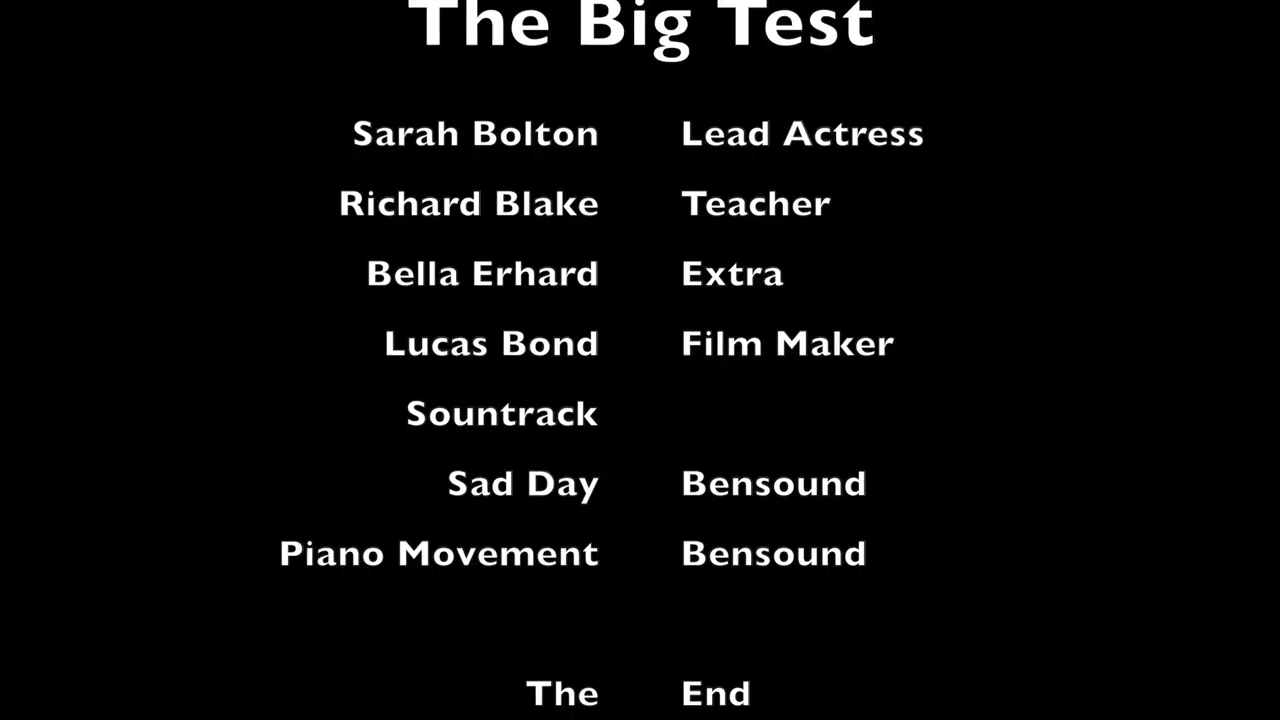 The Big Test
Sarah Bolton Lead Actress
Richard Blake Teacher
Bella Erhard Extra
Lucas Bond Film Maker
Sountrack
Sad Day Bensound
Piano Movement Bensound
The End